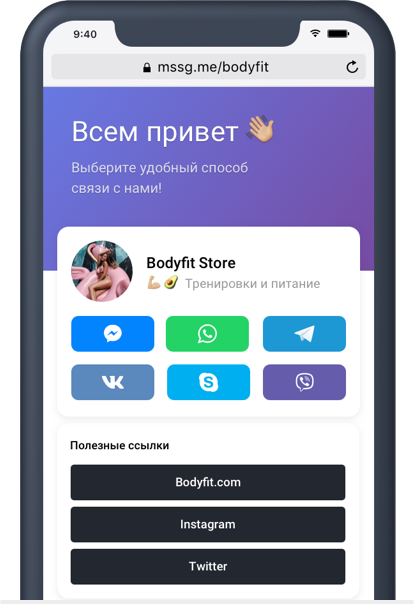 9:40
mssg.me/bodyfit
Всем привет 👋🏼
Выберите удобный способ
связи с нами!
Bodyfit Store
💪🏼🥑 Тренировки и питание
Полезные ссылки
Bodyfit.com
Instagram
Twitter